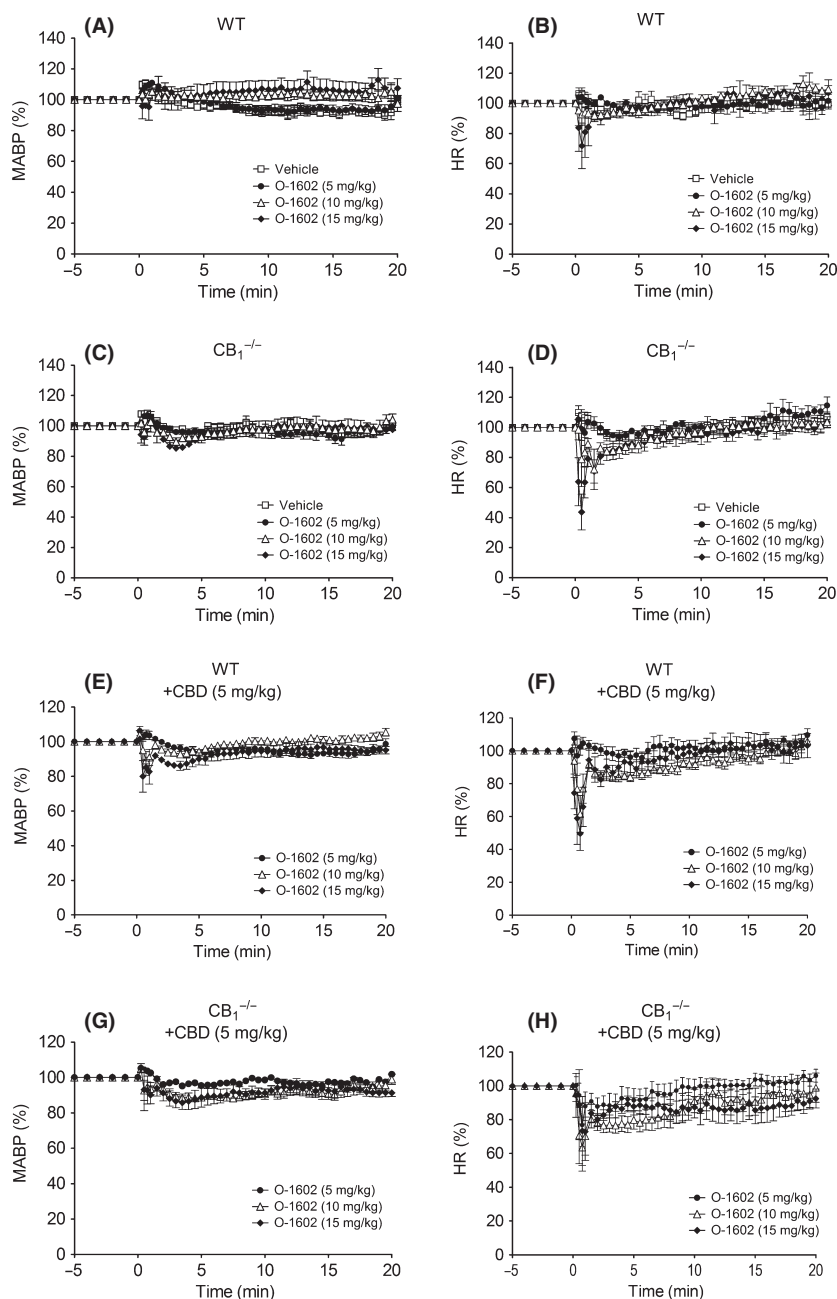 (A) WT
MABP (%)
140
120
100
80
60
40
20
0
−5 0 5 10 15 20
Time (min)
Vehicle
O-1602 (5 mg/kg)
O-1602 (10 mg/kg)
O-1602 (15 mg/kg)
(B) WT
HR (%)
140
120
100
80
60
40
20
0
−5 0 5 10 15 20
Time (min)
Vehicle
O-1602 (5 mg/kg)
O-1602 (10 mg/kg)
O-1602 (15 mg/kg)
(C) CB₁⁻/⁻
MABP (%)
140
120
100
80
60
40
20
0
−5 0 5 10 15 20
Time (min)
Vehicle
O-1602 (5 mg/kg)
O-1602 (10 mg/kg)
O-1602 (15 mg/kg)
(D) CB₁⁻/⁻
HR (%)
140
120
100
80
60
40
20
0
−5 0 5 10 15 20
Time (min)
Vehicle
O-1602 (5 mg/kg)
O-1602 (10 mg/kg)
O-1602 (15 mg/kg)
(E) WT
+CBD (5 mg/kg)
MABP (%)
120
100
80
60
40
20
0
−5 0 5 10 15 20
Time (min)
O-1602 (5 mg/kg)
O-1602 (10 mg/kg)
O-1602 (15 mg/kg)
(F) WT
+CBD (5 mg/kg)
HR (%)
120
100
80
60
40
20
0
−5 0 5 10 15 20
Time (min)
O-1602 (5 mg/kg)
O-1602 (10 mg/kg)
O-1602 (15 mg/kg)
(G) CB₁⁻/⁻
+CBD (5 mg/kg)
MABP (%)
120
100
80
60
40
20
0
−5 0 5 10 15 20
Time (min)
O-1602 (5 mg/kg)
O-1602 (10 mg/kg)
O-1602 (15 mg/kg)
(H) CB₁⁻/⁻
+CBD (5 mg/kg)
HR (%)
120
100
80
60
40
20
0
−5 0 5 10 15 20
Time (min)
O-1602 (5 mg/kg)
O-1602 (10 mg/kg)
O-1602 (15 mg/kg)